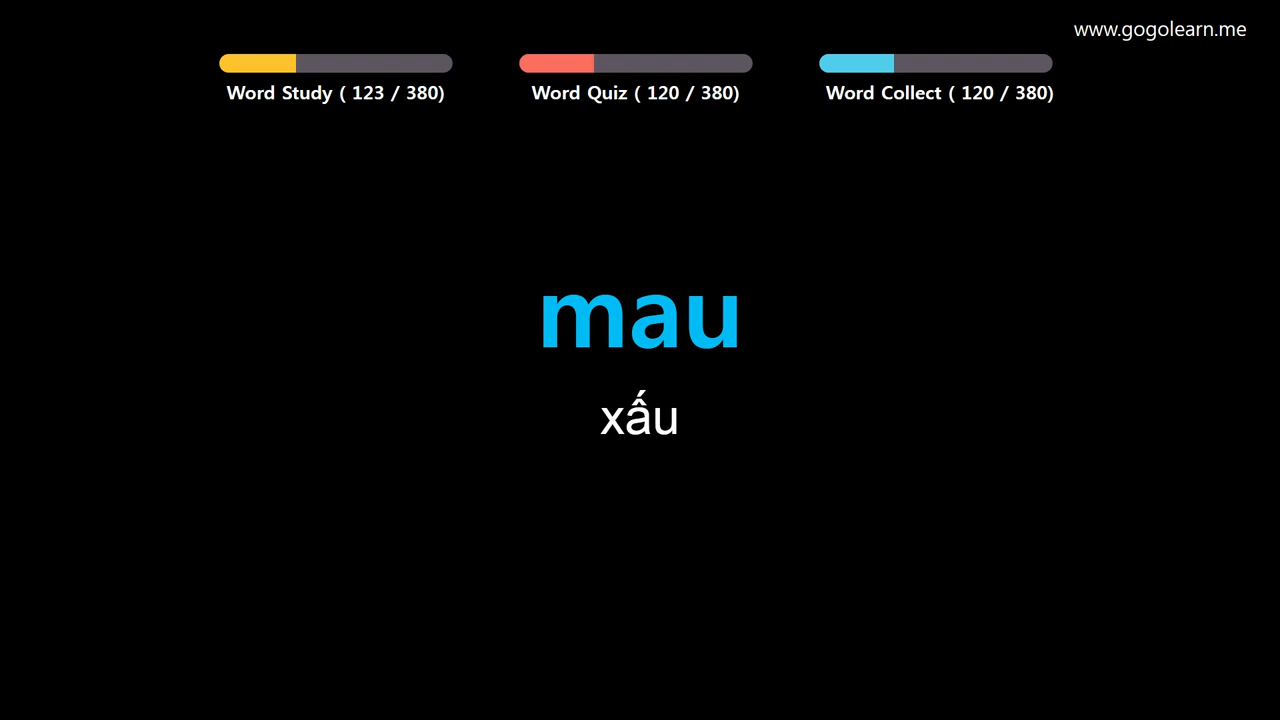 www.gogolearn.me
Word Study ( 123 / 380)
Word Quiz ( 120 / 380)
Word Collect ( 120 / 380)
mau
xấu